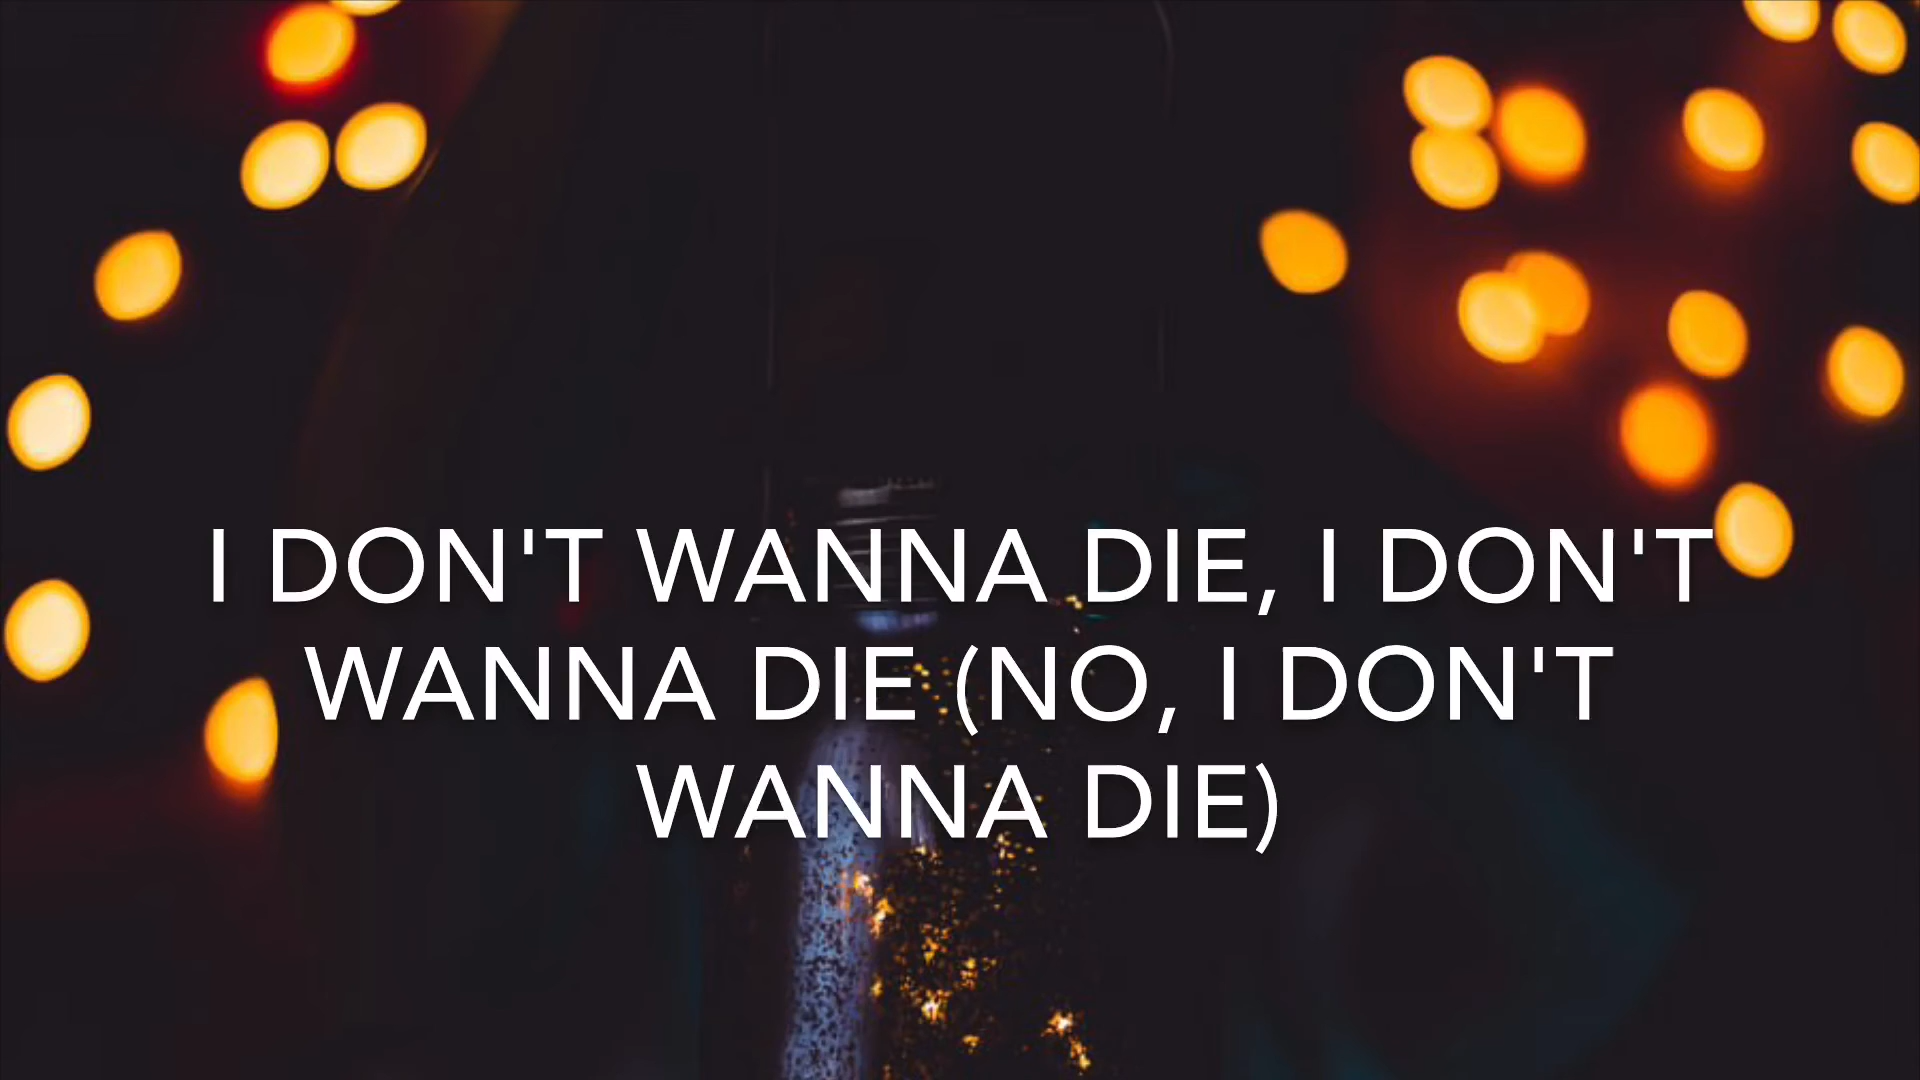 I DON'T WANNA DIE, I DON'T
WANNA DIE (NO, I DON'T
WANNA DIE)